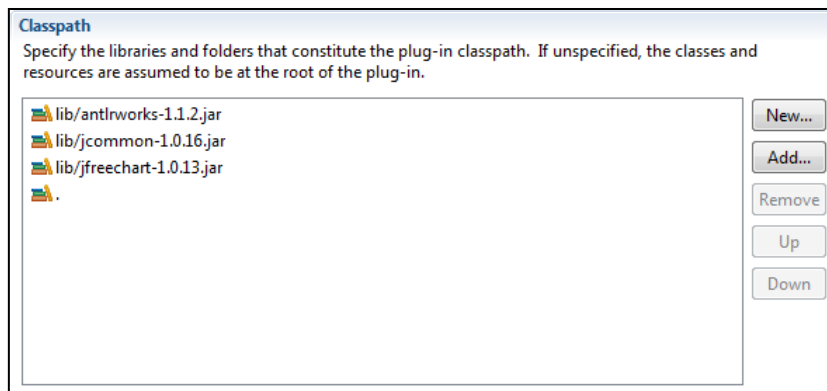 Classpath
Specify the libraries and folders that constitute the plug-in classpath. If unspecified, the classes and
resources are assumed to be at the root of the plug-in.
lib/antlrworks-1.1.2.jar
lib/jcommon-1.0.16.jar
lib/jfreechart-1.0.13.jar
.
New...
Add...
Remove
Up
Down